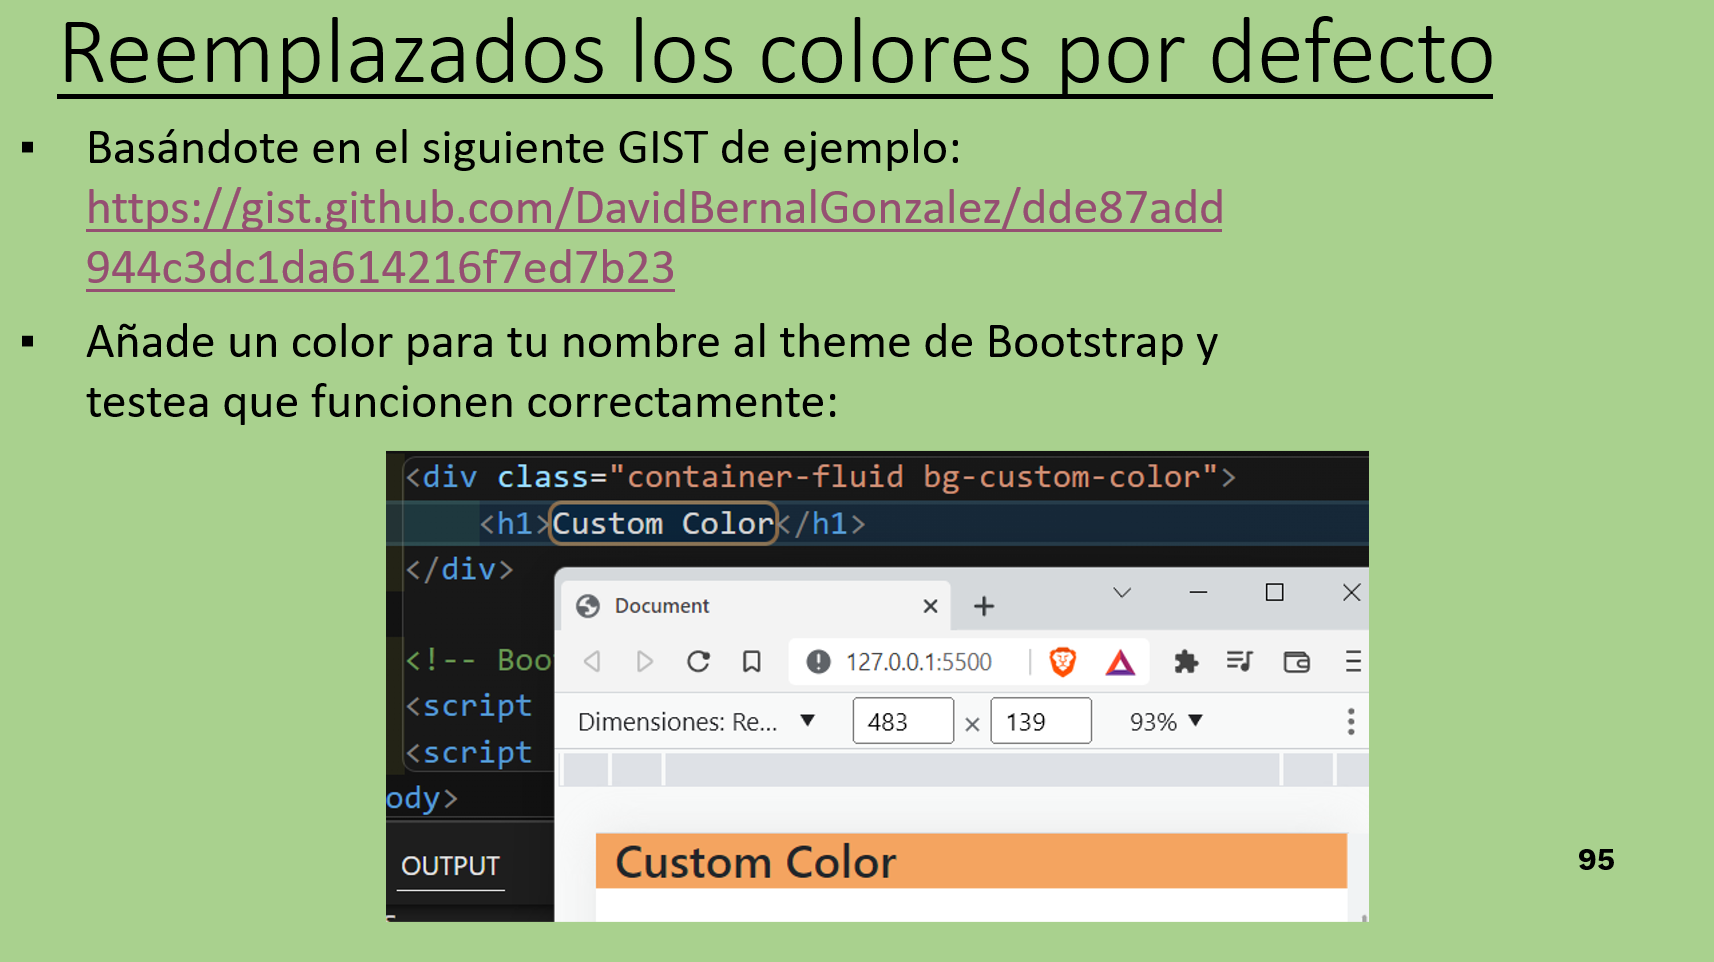 Reemplazados los colores por defecto
▪ Basándote en el siguiente GIST de ejemplo:
https://gist.github.com/DavidBernalGonzalez/dde87add
944c3dc1da614216f7ed7b23
▪ Añade un color para tu nombre al theme de Bootstrap y
testea que funcionen correctamente:
<div class="container-fluid bg-custom-color">
<h1>Custom Color</h1>
</div>
Document
<!-- Boo
127.0.0.1:5500
<script
Dimensiones: Re... 483 × 139 93%
<script
ody>
Custom Color
OUTPUT
95